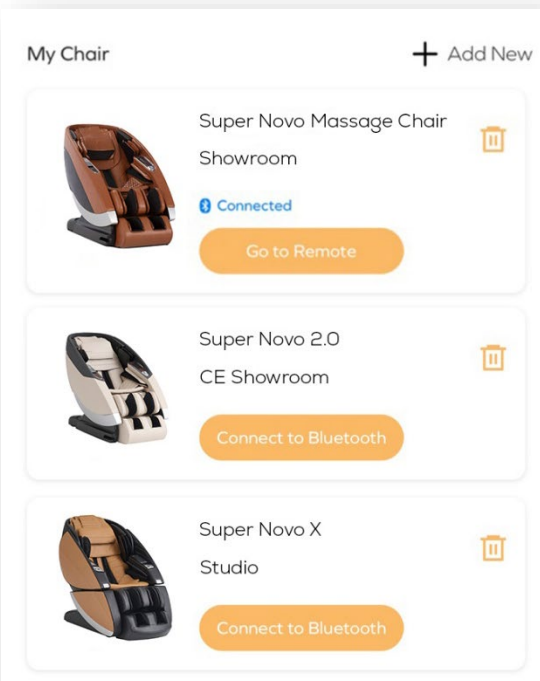 My Chair
Add New
Super Novo Massage Chair
Showroom
Connected
Go to Remote
Super Novo 2.0
CE Showroom
Connect to Bluetooth
Super Novo X
Studio
Connect to Bluetooth